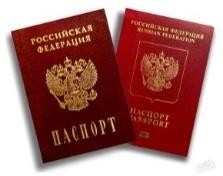 РОССИЙСКАЯ
ФЕДЕРАЦИЯ
ПАСПОРТ
РОССИЙСКАЯ ФЕДЕРАЦИЯ
RUSSIAN FEDERATION
ПАСПОРТ
PASSPORT